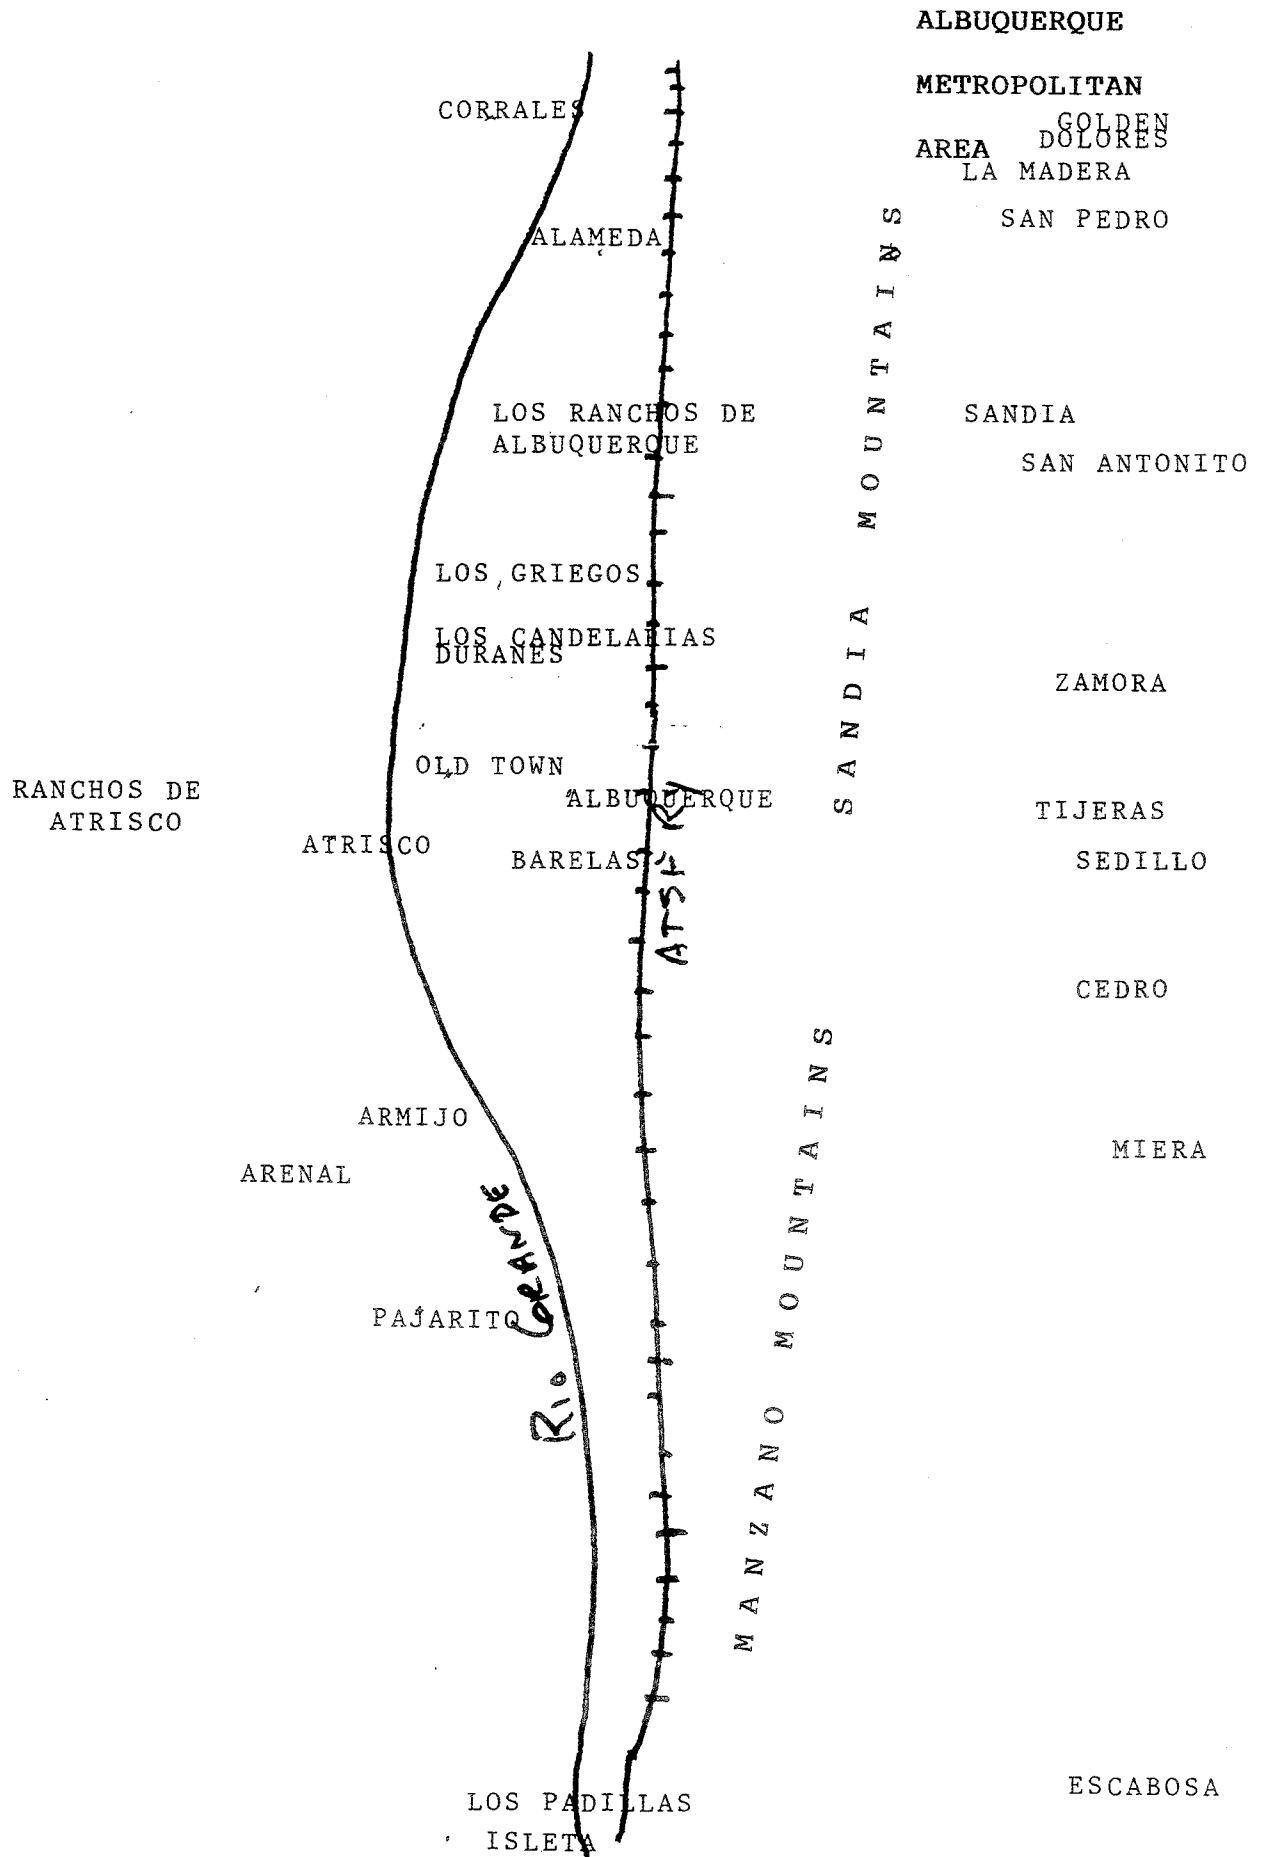 ALBUQUERQUE
METROPOLITAN
AREA
CORRALES
GOLDEN
DOLORES
LA MADERA
SAN PEDRO
ALAMEDA
SANDIA MOUNTAINS
LOS RANCHOS DE
ALBUQUERQUE
SANDIA
SAN ANTONITO
LOS GRIEGOS
LOS CANDELARIAS
DURANES
ZAMORA
OLD TOWN
RANCHOS DE
ATRISCO
ALBUQUERQUE
TIJERAS
ATRISCO
BARELAS
SEDILLO
ATSF RY
CEDRO
MANZANO MOUNTAINS
ARMIJO
MIERA
ARENAL
RIO GRANDE
PAJARITO
ESCABOSA
LOS PADILLAS
ISLETA